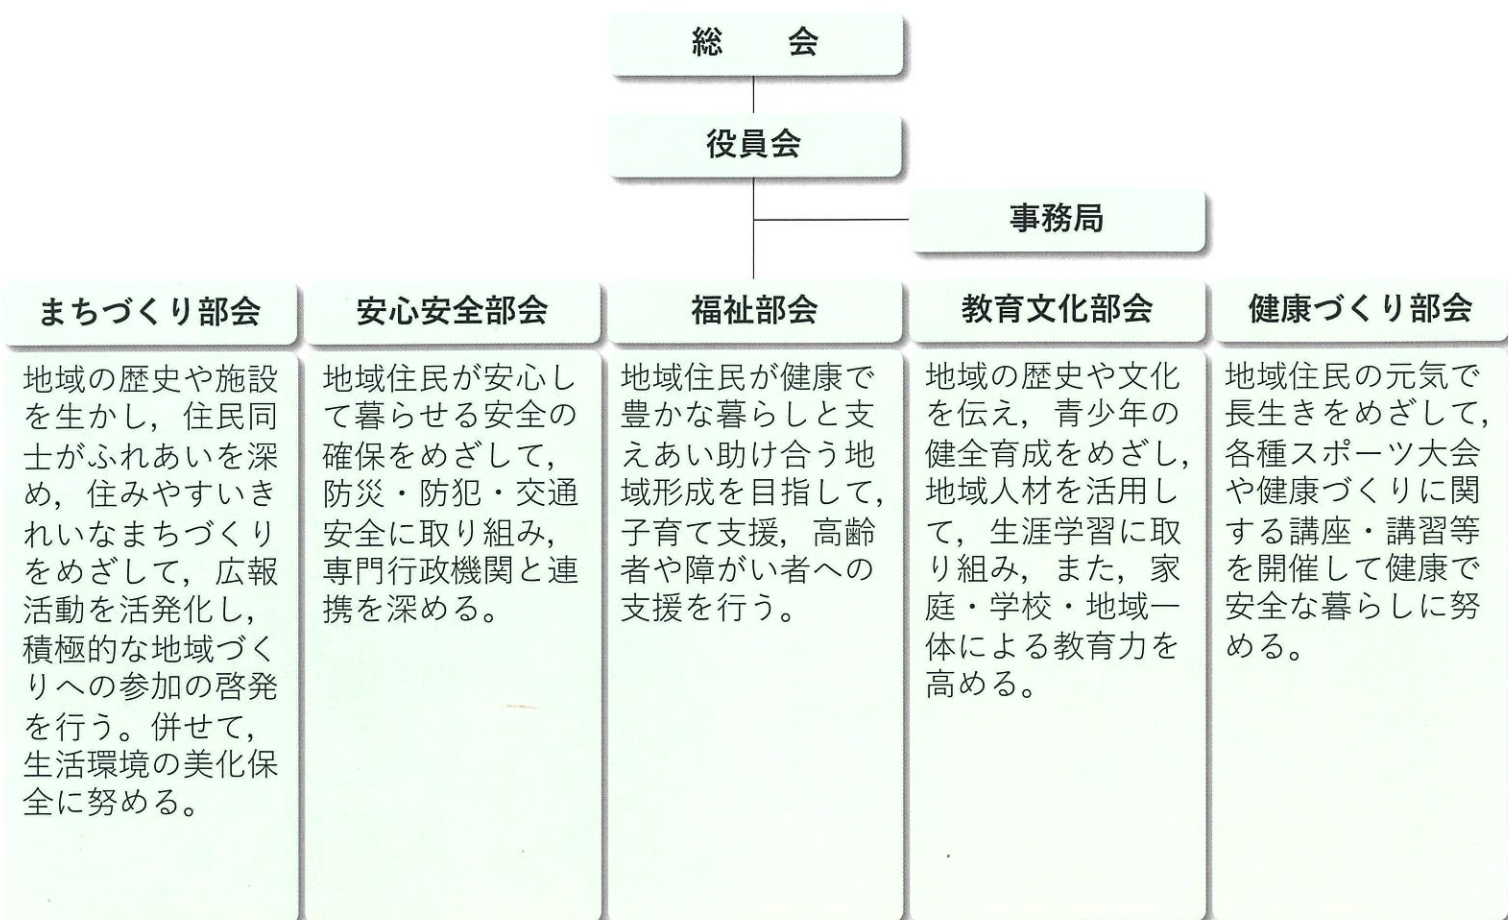 総　会
役員会
事務局
まちづくり部会
地域の歴史や施設
を生かし，住民同
士がふれあいを深
め，住みやすいき
れいなまちづくり
をめざして，広報
活動を活発化し，
積極的な地域づく
りへの参加の啓発
を行う。併せて，
生活環境の美化保
全に努める。
安心安全部会
地域住民が安心し
て暮らせる安全の
確保をめざして，
防災・防犯・交通
安全に取り組み，
専門行政機関と連
携を深める。
福祉部会
地域住民が健康で
豊かな暮らしと支
えあい助け合う地
域形成を目指して，
子育て支援，高齢
者や障がい者への
支援を行う。
教育文化部会
地域の歴史や文化
を伝え，青少年の
健全育成をめざし，
地域人材を活用し
て，生涯学習に取
り組み，また，家
庭・学校・地域一
体による教育力を
高める。
健康づくり部会
地域住民の元気で
長生きをめざして，
各種スポーツ大会
や健康づくりに関
する講座・講習等
を開催して健康で
安全な暮らしに努
める。